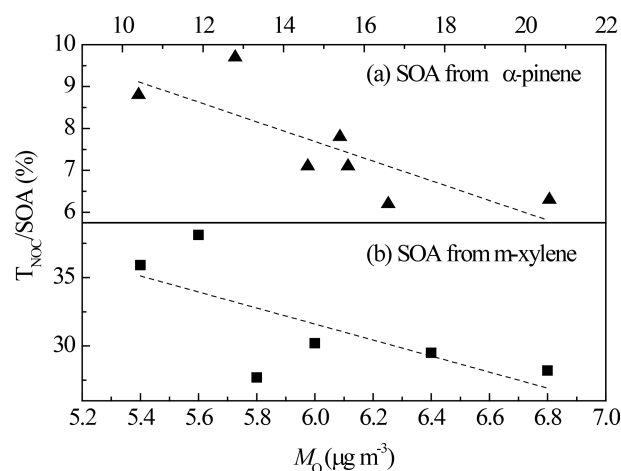 10 12 14 16 18 20 22
10
9
8
7
6
(a) SOA from α-pinene
T_NOC/SOA (%)
35
30
(b) SOA from m-xylene
5.2 5.4 5.6 5.8 6.0 6.2 6.4 6.6 6.8 7.0
M_O (μg m⁻³)